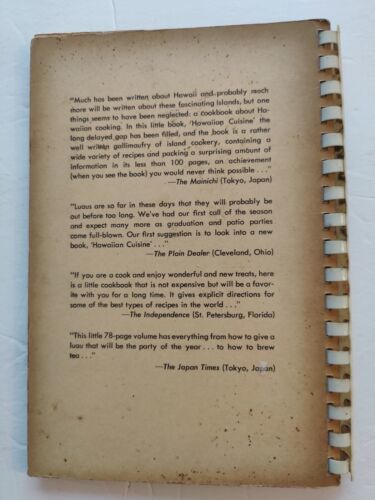 "Much has been written about Hawaii and probably much
more will be written about these fascinating Islands, but one
things seems to have been neglected: a cookbook about Ha-
waiian cooking. In this little book, 'Hawaiian Cuisine' the
long delayed gap has been filled, and the book is a rather
well written gallimaufry of island cookery, containing a
wide variety of recipes and packing a surprising amount of
information in its less than 100 pages, an achievement
(when you see the book) you would never think possible . . ."
—The Mainichi (Tokyo, Japan)
"Luaus are so far in these days that they will probably be
out before too long. We've had our first call of the season
and expect many more as graduation and patio parties
come full-blown. Our first suggestion is to look into a new
book, 'Hawaiian Cuisine' . . ."
—The Plain Dealer (Cleveland, Ohio)
"If you are a cook and enjoy wonderful and new treats, here
is a little cookbook that is not expensive but will be a favor-
ite with you for a long time. It gives explicit directions for
some of the best types of recipes in the world . . ."
—The Independence (St. Petersburg, Florida)
"This little 78-page volume has everything from how to give a
luau that will be the party of the year . . . to how to brew
tea . . ."
—The Japan Times (Tokyo, Japan)